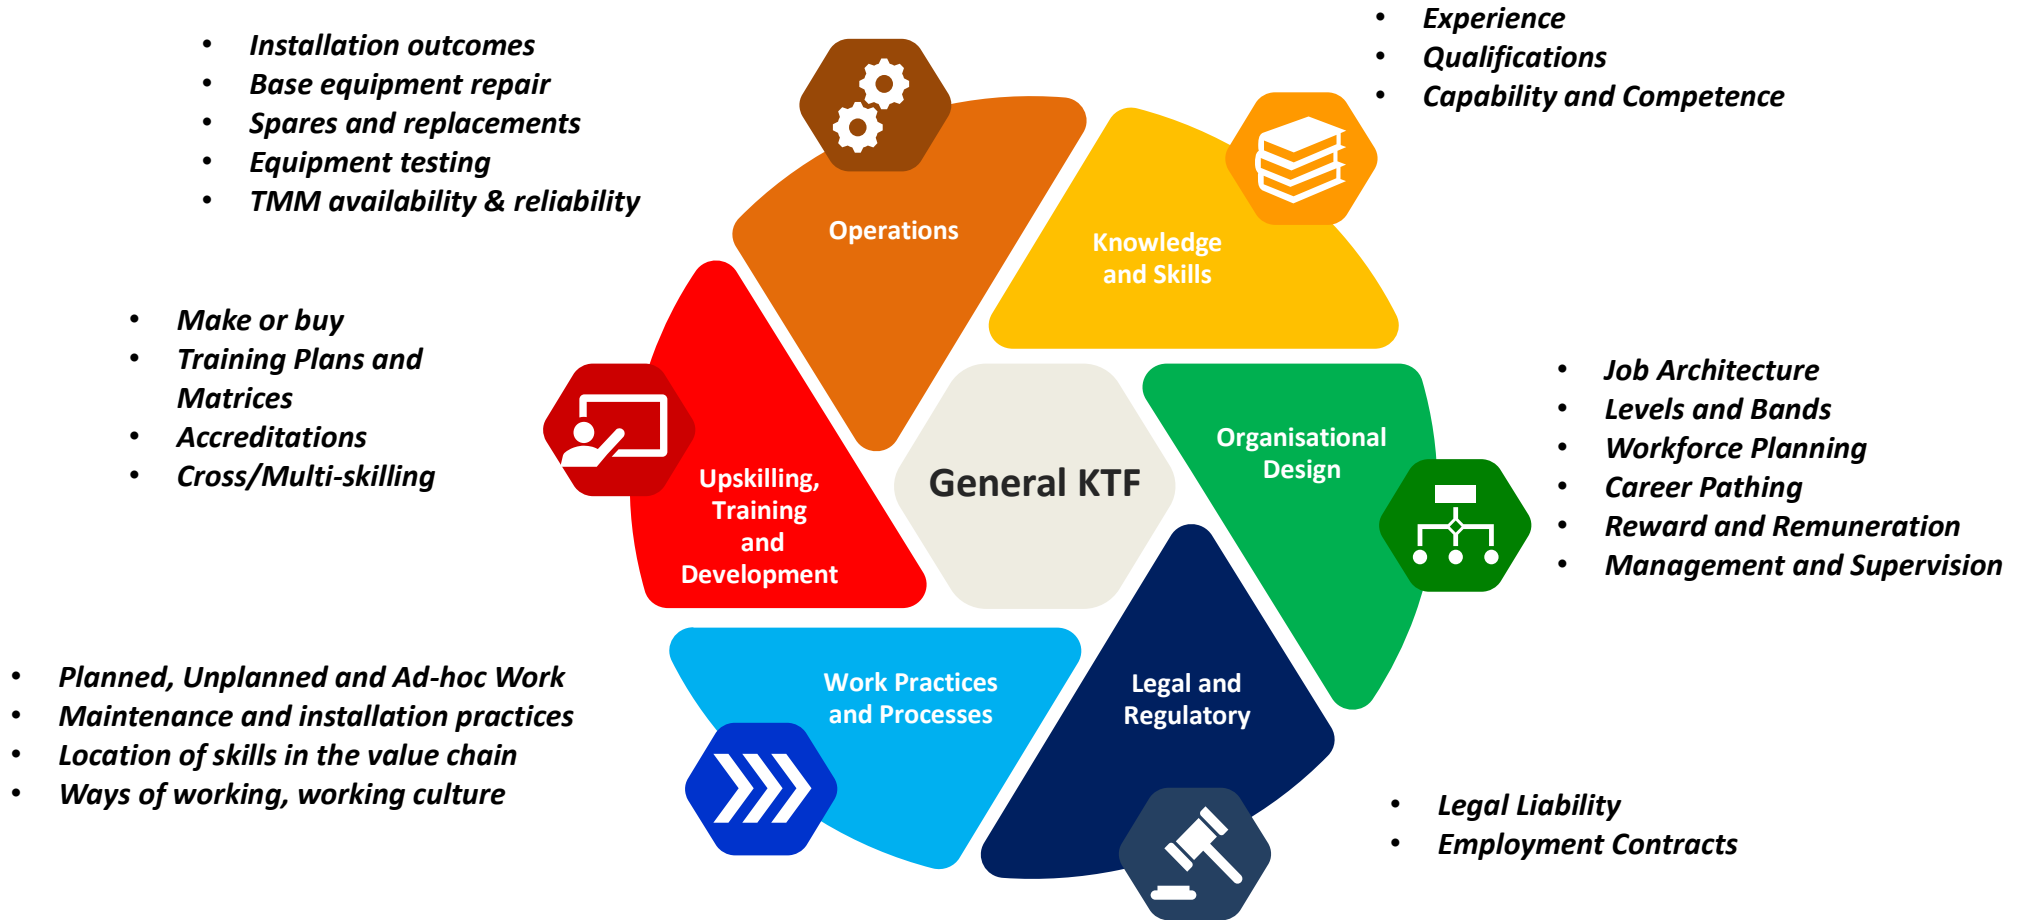 • Installation outcomes
• Base equipment repair
• Spares and replacements
• Equipment testing
• TMM availability & reliability
Operations
• Experience
• Qualifications
• Capability and Competence
Knowledge
and Skills
• Make or buy
• Training Plans and
Matrices
• Accreditations
• Cross/Multi-skilling
Upskilling,
Training
and
Development
General KTF
Organisational
Design
• Job Architecture
• Levels and Bands
• Workforce Planning
• Career Pathing
• Reward and Remuneration
• Management and Supervision
• Planned, Unplanned and Ad-hoc Work
• Maintenance and installation practices
• Location of skills in the value chain
• Ways of working, working culture
Work Practices
and Processes
Legal and
Regulatory
• Legal Liability
• Employment Contracts